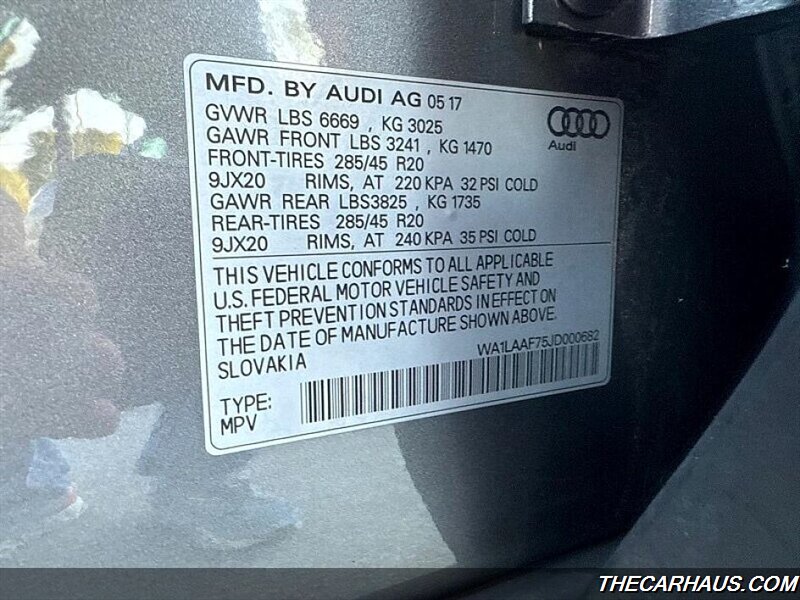 MFD. BY AUDI AG 05 17
GVWR LBS 6669 , KG 3025
GAWR FRONT LBS 3241 , KG 1470
FRONT-TIRES 285/45 R20
9JX20 RIMS, AT 220 KPA 32 PSI COLD
GAWR REAR LBS3825 , KG 1735
REAR-TIRES 285/45 R20
9JX20 RIMS, AT 240 KPA 35 PSI COLD
Audi
THIS VEHICLE CONFORMS TO ALL APPLICABLE
U.S. FEDERAL MOTOR VEHICLE SAFETY AND
THEFT PREVENTION STANDARDS IN EFFECT ON
THE DATE OF MANUFACTURE SHOWN ABOVE.
SLOVAKIA
WA1LAAF75JD000682
TYPE:
MPV
THECARHAUS.COM